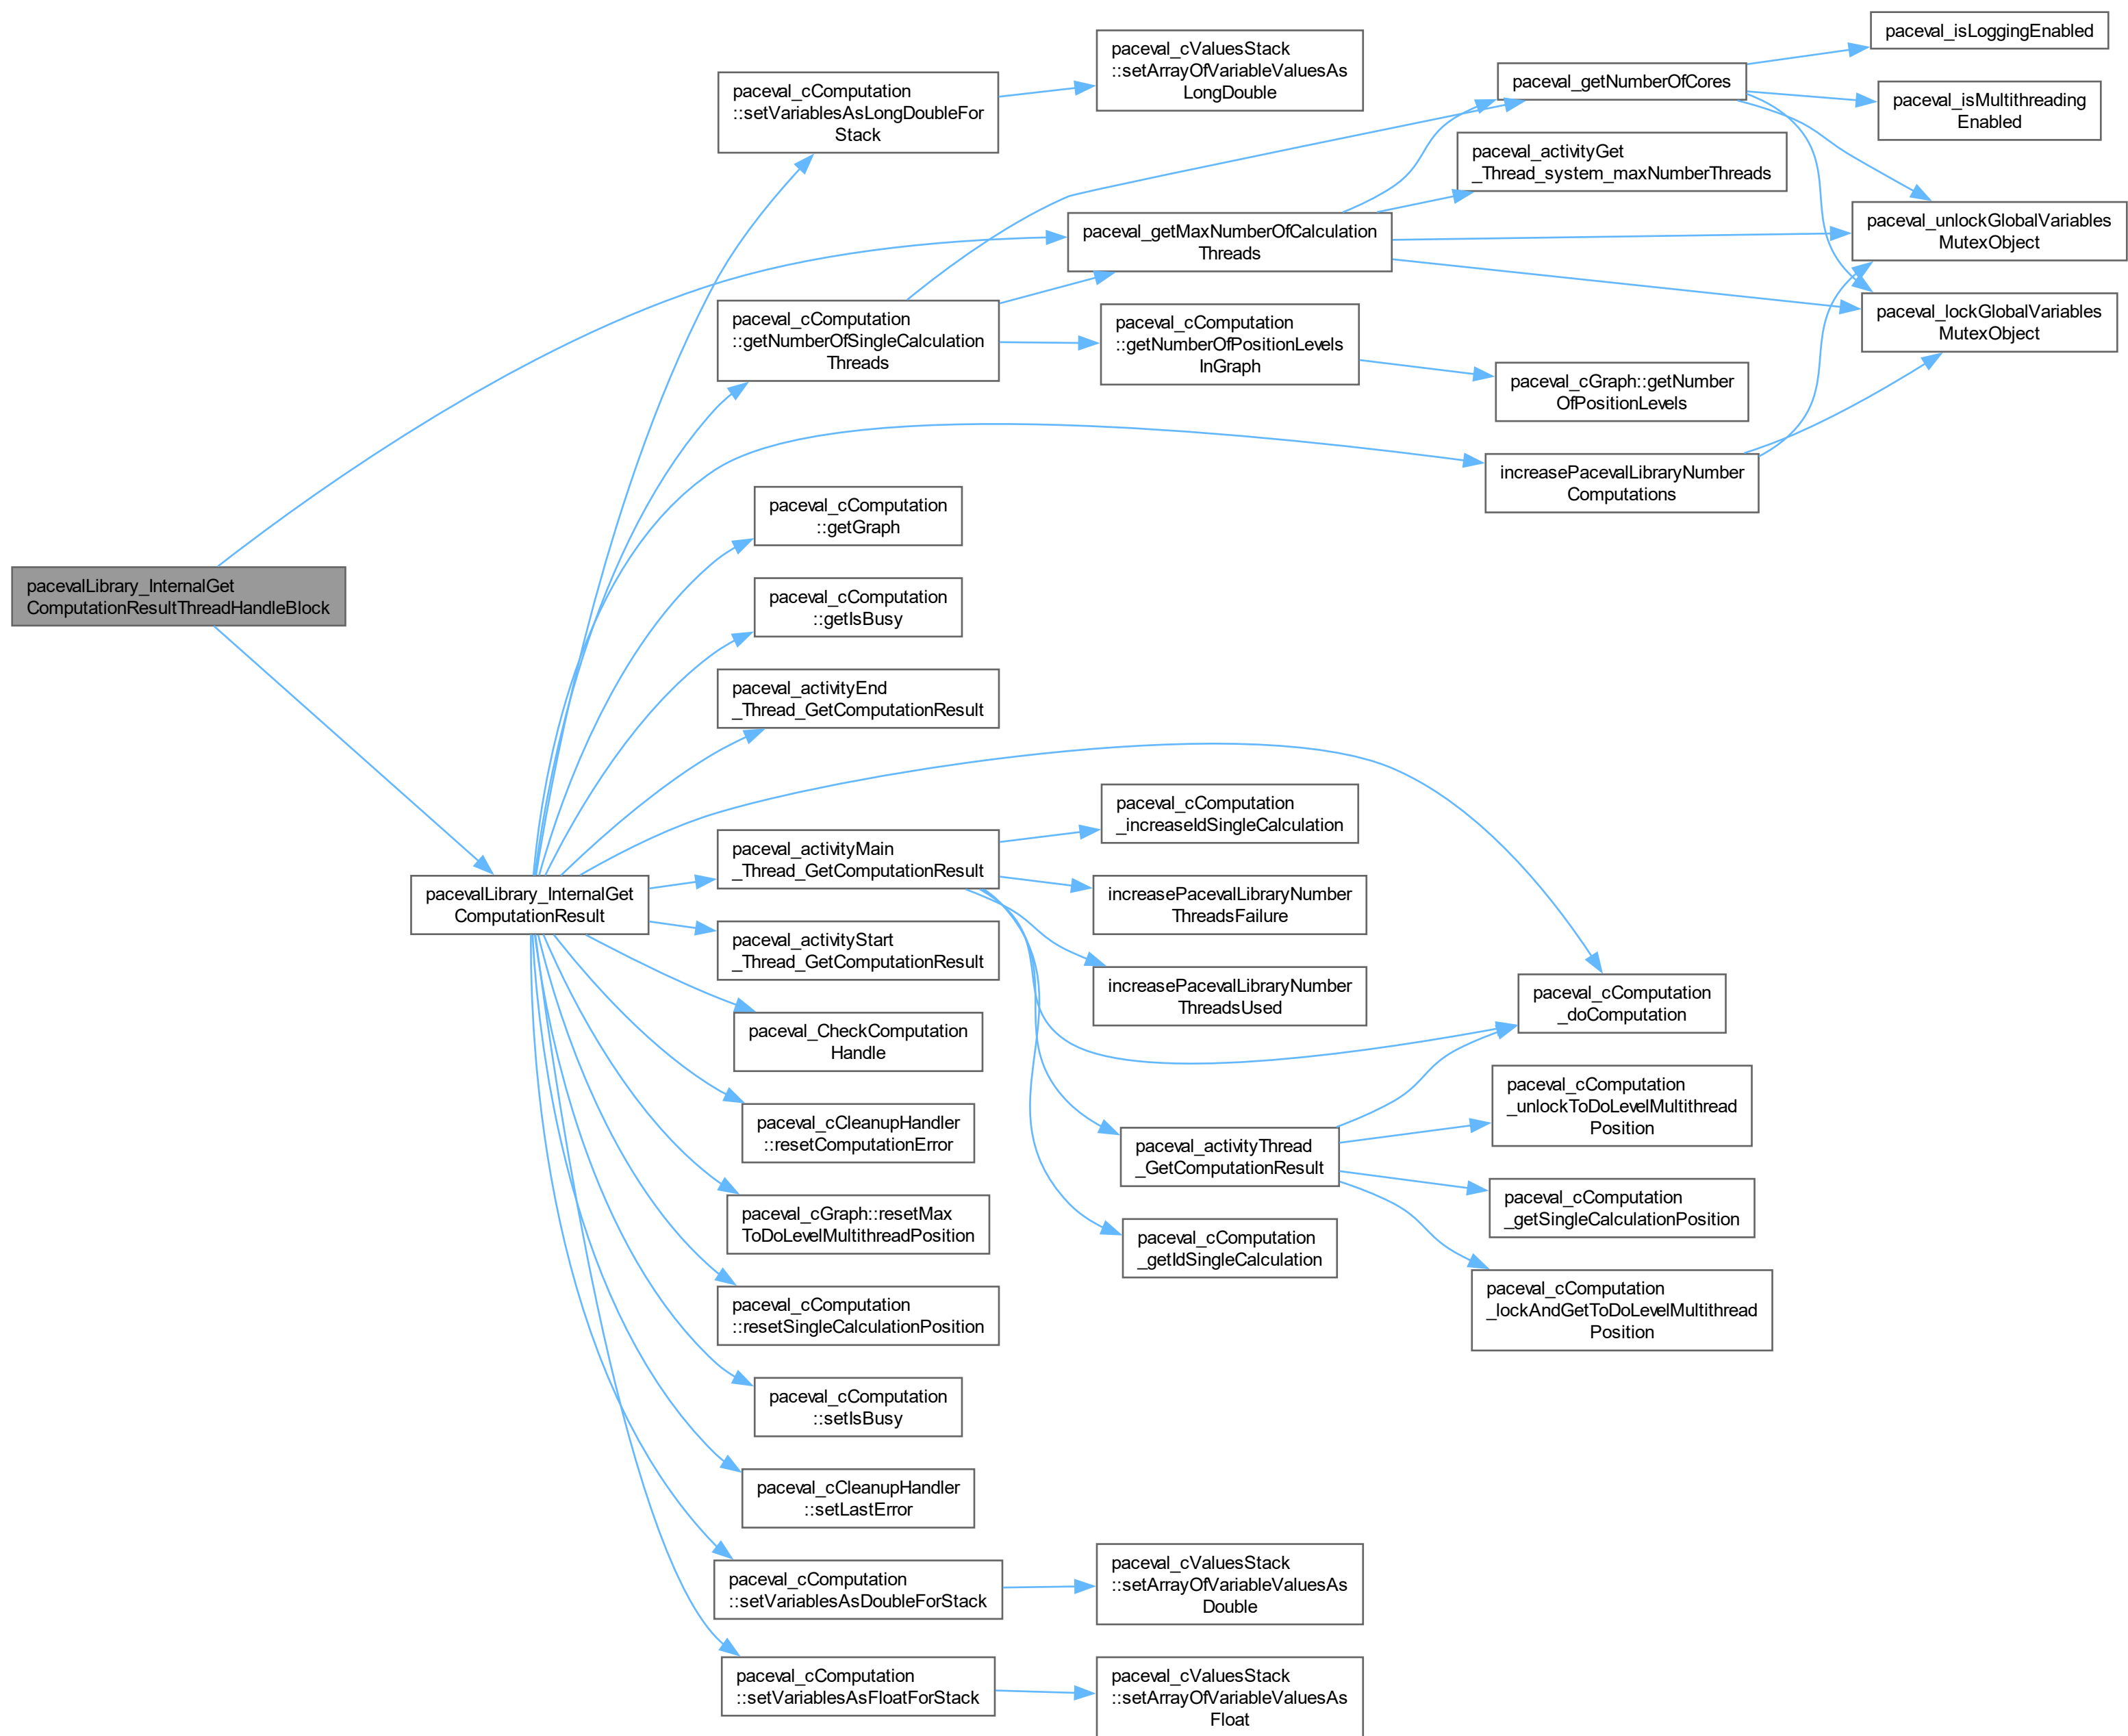 pacevalLibrary_InternalGet
ComputationResultThreadHandleBlock
pacevalLibrary_InternalGet
ComputationResult
paceval_cComputation
::setVariablesAsLongDoubleFor
Stack
paceval_cComputation
::getNumberOfSingleCalculation
Threads
paceval_cComputation
::getGraph
paceval_cComputation
::getIsBusy
paceval_activityEnd
_Thread_GetComputationResult
paceval_activityMain
_Thread_GetComputationResult
paceval_activityStart
_Thread_GetComputationResult
paceval_CheckComputation
Handle
paceval_cCleanupHandler
::resetComputationError
paceval_cGraph::resetMax
ToDoLevelMultithreadPosition
paceval_cComputation
::resetSingleCalculationPosition
paceval_cComputation
::setIsBusy
paceval_cCleanupHandler
::setLastError
paceval_cComputation
::setVariablesAsDoubleForStack
paceval_cComputation
::setVariablesAsFloatForStack
paceval_cValuesStack
::setArrayOfVariableValuesAs
LongDouble
paceval_getMaxNumberOfCalculation
Threads
paceval_cComputation
::getNumberOfPositionLevels
InGraph
paceval_cComputation
_increaseIdSingleCalculation
increasePacevalLibraryNumber
ThreadsFailure
increasePacevalLibraryNumber
ThreadsUsed
paceval_activityThread
_GetComputationResult
paceval_cComputation
_getIdSingleCalculation
paceval_cValuesStack
::setArrayOfVariableValuesAs
Double
paceval_cValuesStack
::setArrayOfVariableValuesAs
Float
paceval_getNumberOfCores
paceval_activityGet
_Thread_system_maxNumberThreads
paceval_cGraph::getNumber
OfPositionLevels
increasePacevalLibraryNumber
Computations
paceval_cComputation
_doComputation
paceval_cComputation
_unlockToDoLevelMultithread
Position
paceval_cComputation
_getSingleCalculationPosition
paceval_cComputation
_lockAndGetToDoLevelMultithread
Position
paceval_isLoggingEnabled
paceval_isMultithreading
Enabled
paceval_unlockGlobalVariables
MutexObject
paceval_lockGlobalVariables
MutexObject